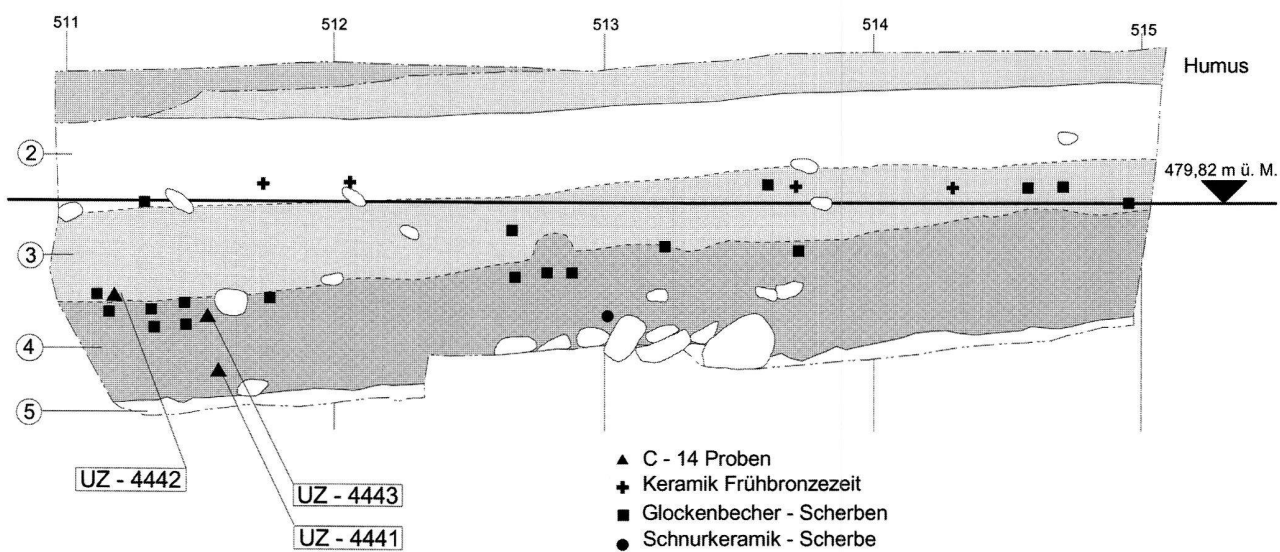 511 512 513 514 515
Humus
2
479,82 m ü. M.
3
4
5
UZ - 4442
UZ - 4443
UZ - 4441
C - 14 Proben
Keramik Frühbronzezeit
Glockenbecher - Scherben
Schnurkeramik - Scherbe